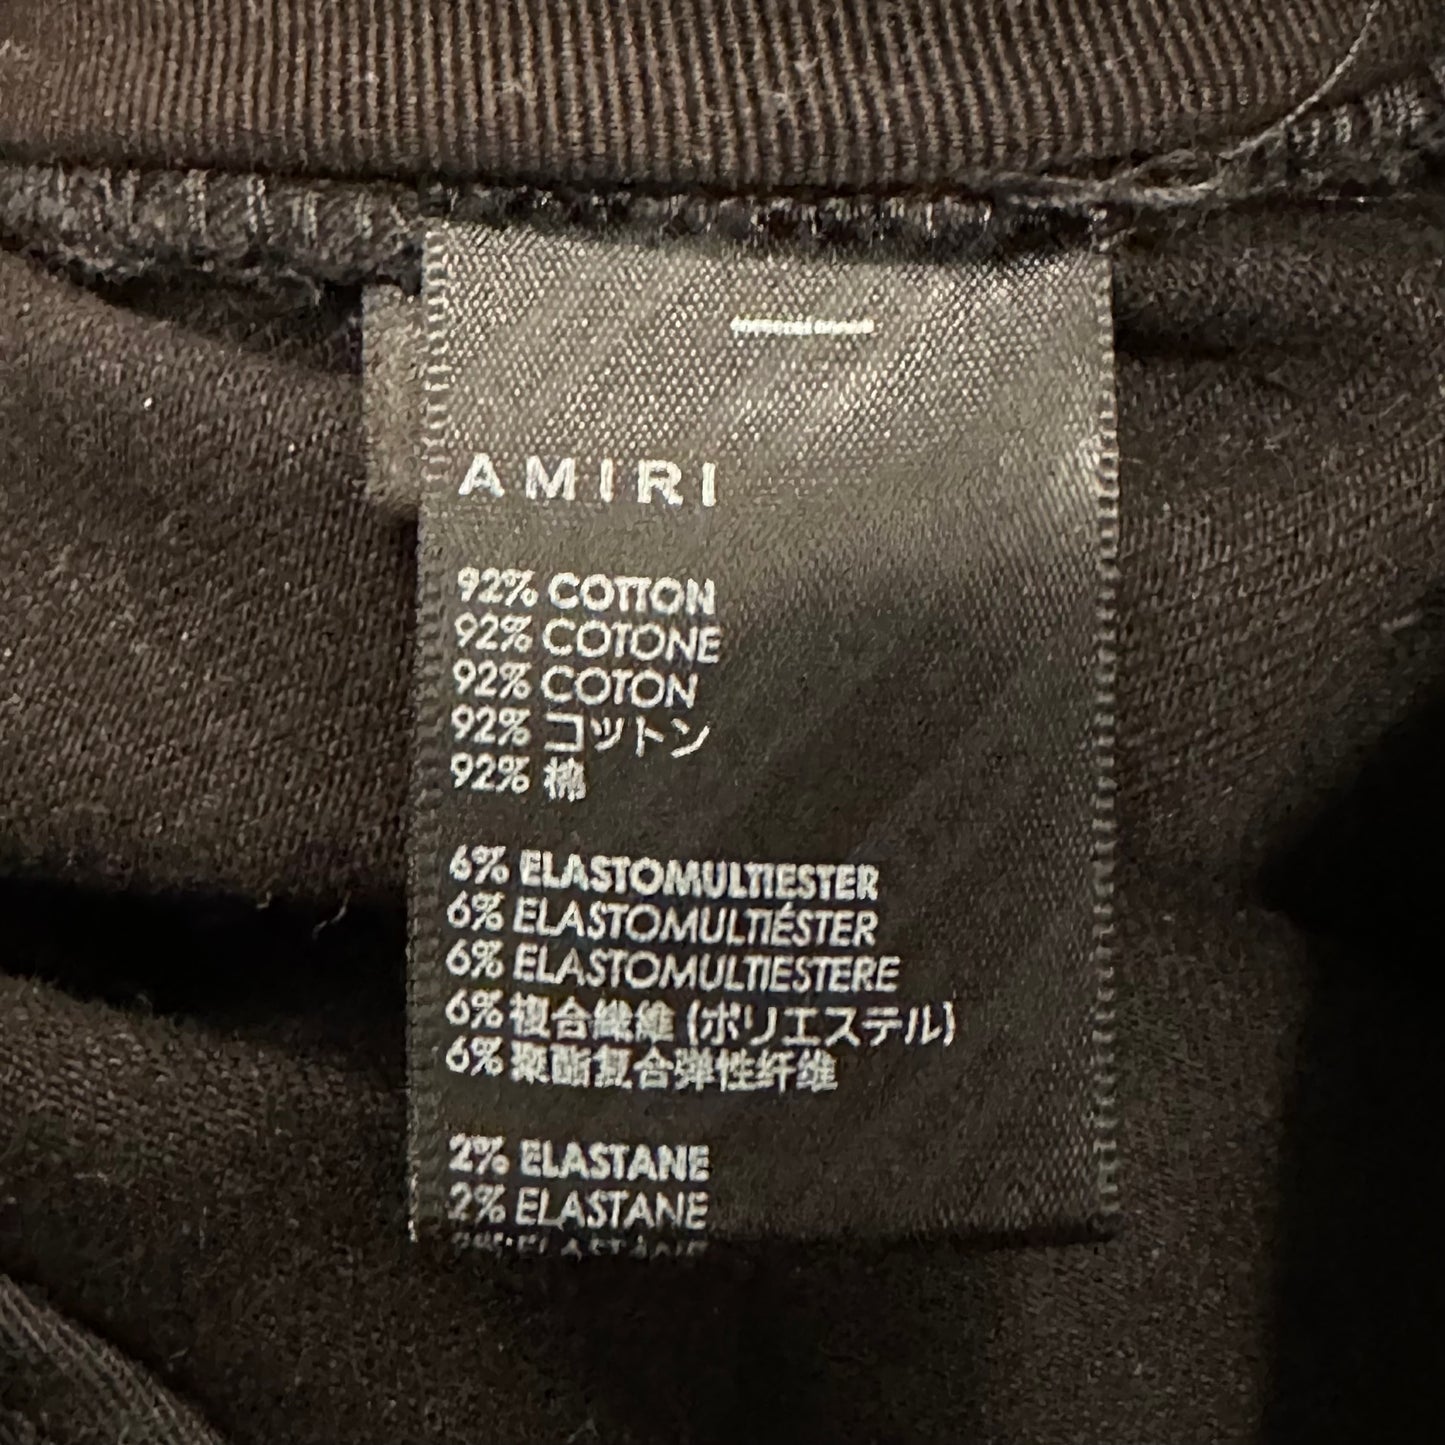 AMIRI
92% COTTON
92% COTONE
92% COTON
92% コットン
92% 棉
6% ELASTOMULTIESTER
6% ELASTOMULTIÉSTER
6% ELASTOMULTIESTERE
6% 複合繊維 (ポリエステル)
6% 聚酯复合弹性纤维
2% ELASTANE
2% ELASTANE
2% ELASTANE